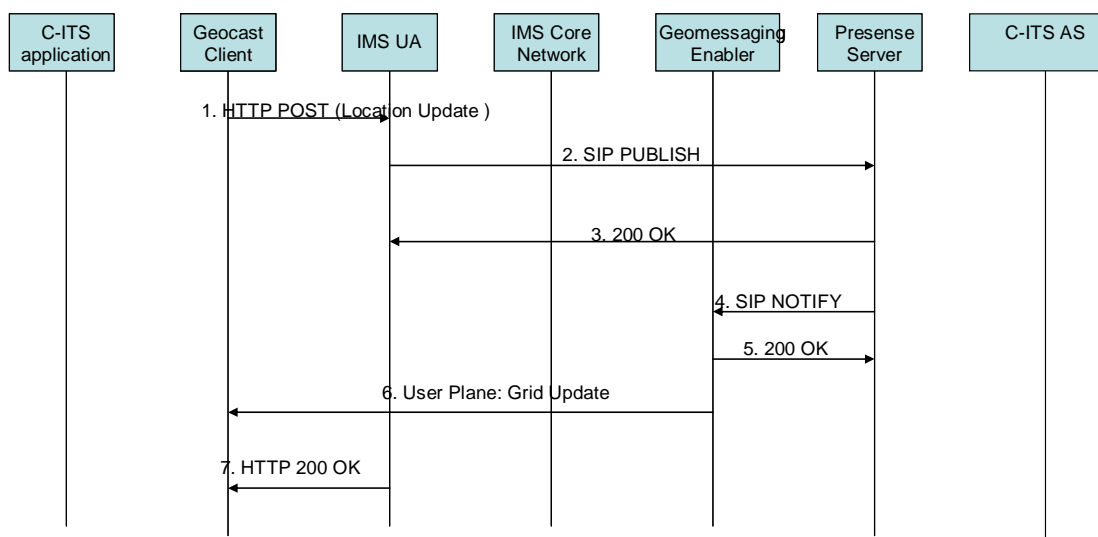 C-ITS
application
Geocast
Client
IMS UA
IMS Core
Network
Geomessaging
Enabler
Presense
Server
C-ITS AS
1. HTTP POST (Location Update )
2. SIP PUBLISH
3. 200 OK
4. SIP NOTIFY
5. 200 OK
6. User Plane: Grid Update
7. HTTP 200 OK